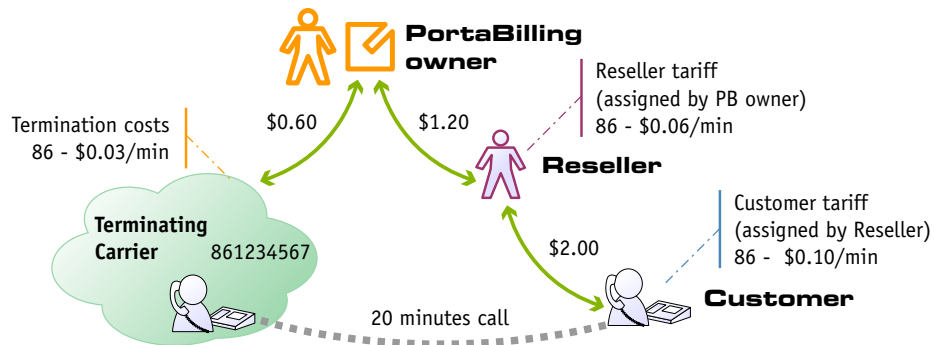 PortaBilling
owner
Reseller tariff
(assigned by PB owner)
86 - $0.06/min
$0.60
$1.20
Termination costs
86 - $0.03/min
Reseller
Terminating
Carrier
861234567
Customer tariff
(assigned by Reseller)
86 -  $0.10/min
$2.00
Customer
20 minutes call